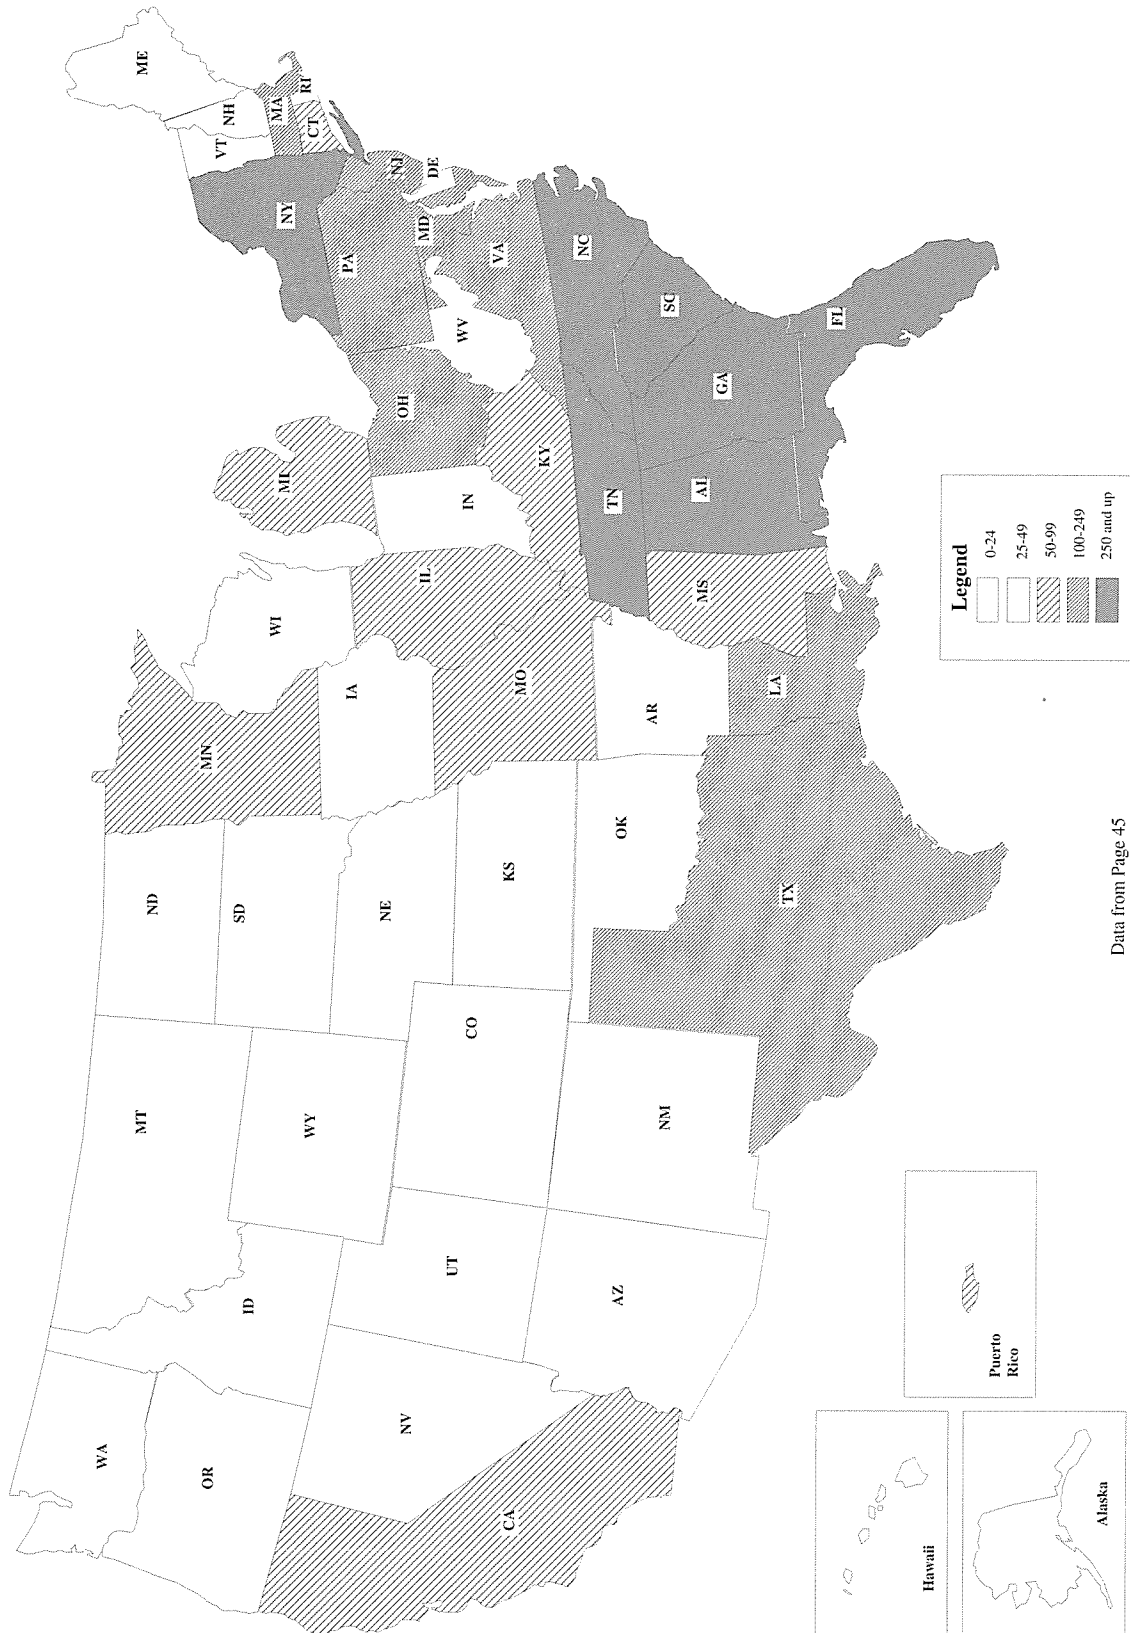 WA
OR
CA
NV
ID
MT
WY
UT
AZ
CO
NM
ND
SD
NE
KS
OK
TX
MN
IA
MO
AR
LA
WI
IL
MS
MI
IN
KY
TN
AL
OH
WV
GA
FL
SC
NC
VA
MD
DE
PA
NJ
NY
CT
RI
MA
VT
NH
ME
Hawaii
Alaska
Puerto
Rico
Legend
0-24
25-49
50-99
100-249
250 and up
Data from Page 45